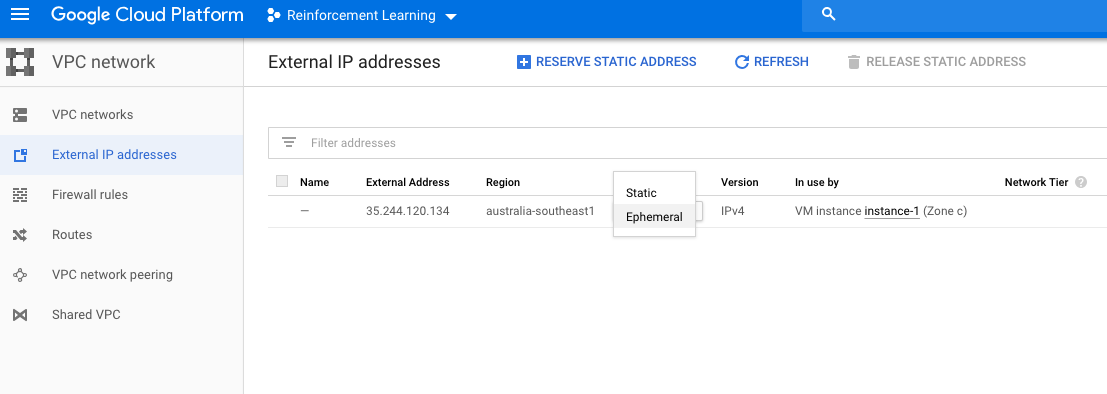 Google Cloud Platform Reinforcement Learning
VPC network External IP addresses RESERVE STATIC ADDRESS REFRESH RELEASE STATIC ADDRESS
VPC networks
External IP addresses
Firewall rules
Routes
VPC network peering
Shared VPC
Filter addresses
Name External Address Region Version In use by Network Tier ?
Static
Ephemeral
— 35.244.120.134 australia-southeast1 IPv4 VM instance instance-1 (Zone c)